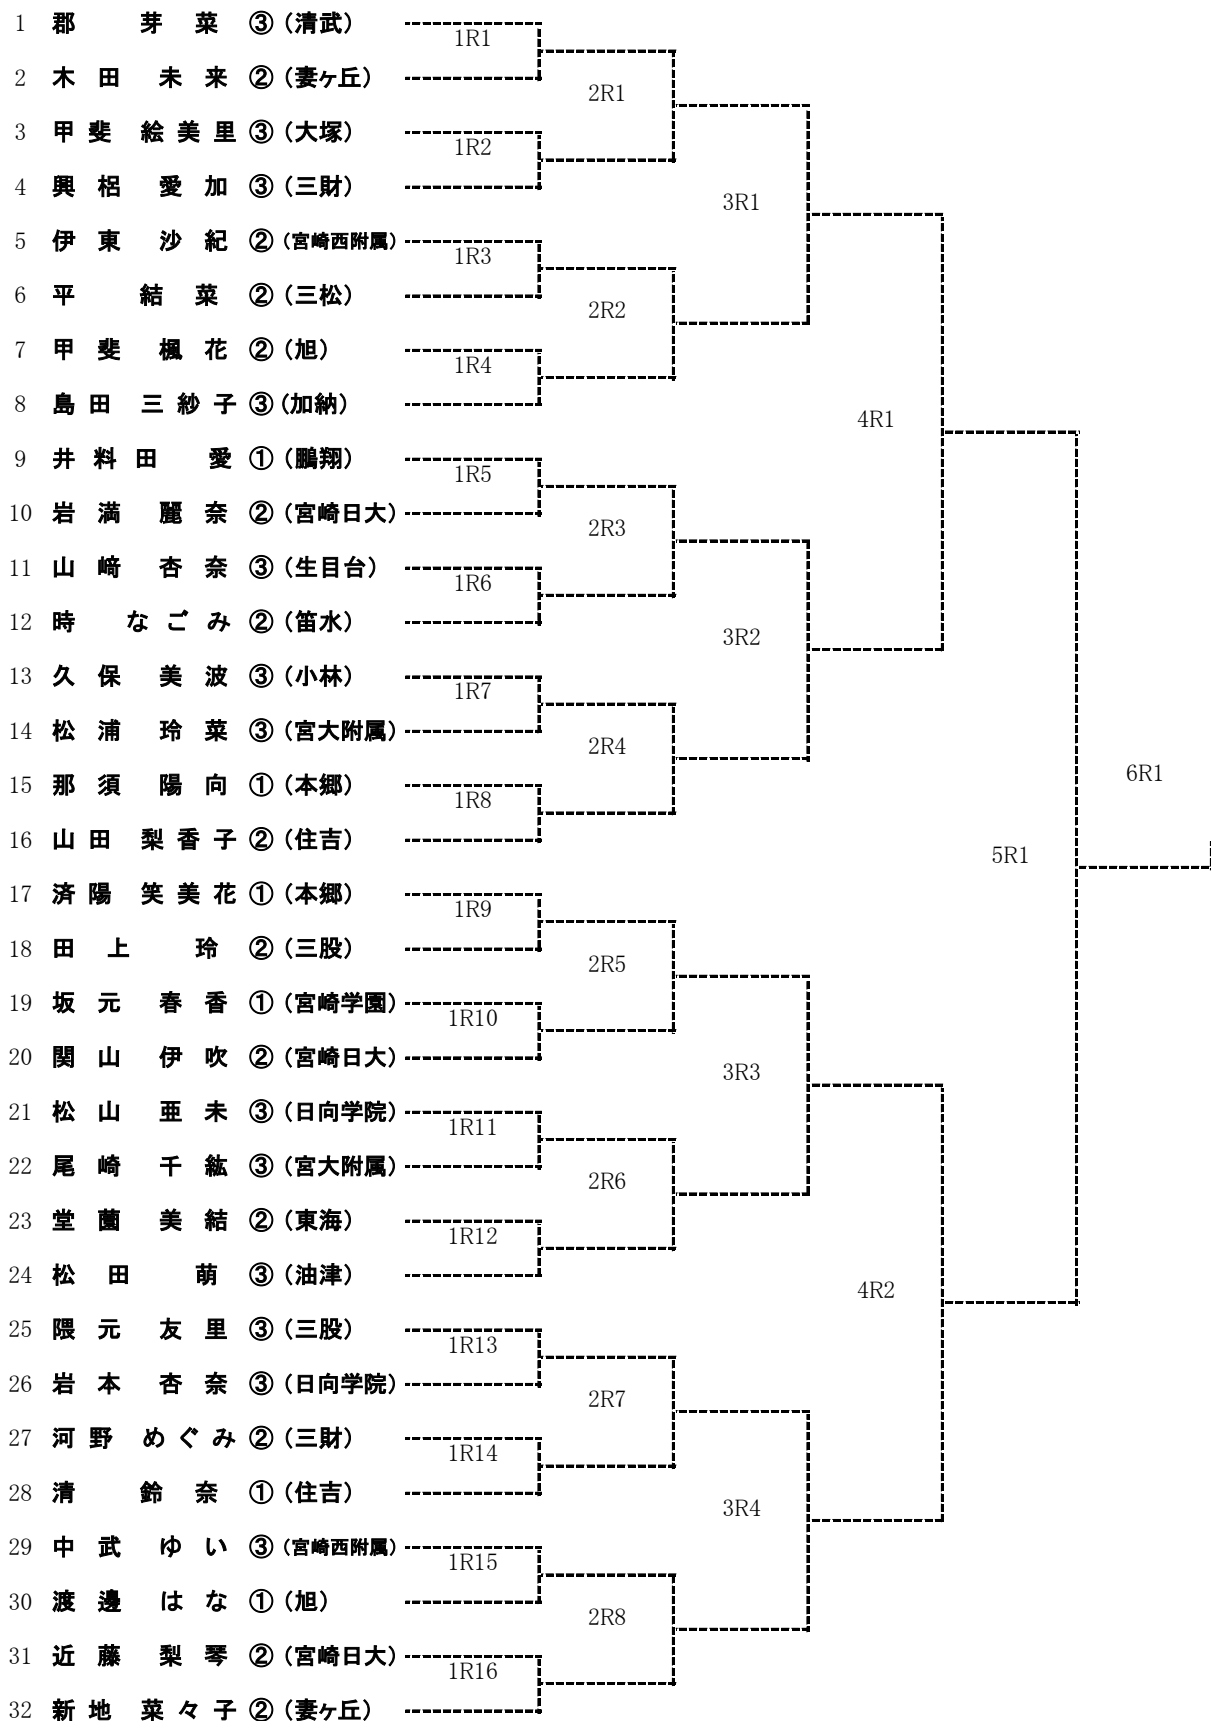 1 郡 芽菜 ③ (清武)
1R1
2 木田 未来 ② (妻ヶ丘)
2R1
3 甲斐 絵美里 ③ (大塚)
1R2
4 興梠 愛加 ③ (三財)
3R1
5 伊東 沙紀 ② (宮崎西附属)
1R3
6 平 結菜 ② (三松)
2R2
7 甲斐 楓花 ② (旭)
1R4
8 島田 三紗子 ③ (加納)
4R1
9 井料田 愛 ① (鵬翔)
1R5
10 岩満 麗奈 ② (宮崎日大)
2R3
11 山﨑 杏奈 ③ (生目台)
1R6
12 時 なごみ ② (笛水)
3R2
13 久保 美波 ③ (小林)
1R7
14 松浦 玲菜 ③ (宮大附属)
2R4
6R1
15 那須 陽向 ① (本郷)
1R8
16 山田 梨香子 ② (住吉)
5R1
17 済陽 笑美花 ① (本郷)
1R9
18 田上 玲 ② (三股)
2R5
19 坂元 春香 ① (宮崎学園)
1R10
20 関山 伊吹 ② (宮崎日大)
3R3
21 松山 亜未 ③ (日向学院)
1R11
22 尾崎 千紘 ③ (宮大附属)
2R6
23 堂薗 美結 ② (東海)
1R12
24 松田 萌 ③ (油津)
4R2
25 隈元 友里 ③ (三股)
1R13
26 岩本 杏奈 ③ (日向学院)
2R7
27 河野 めぐみ ② (三財)
1R14
28 清 鈴奈 ① (住吉)
3R4
29 中武 ゆい ③ (宮崎西附属)
1R15
30 渡邊 はな ① (旭)
2R8
31 近藤 梨琴 ② (宮崎日大)
1R16
32 新地 菜々子 ② (妻ヶ丘)